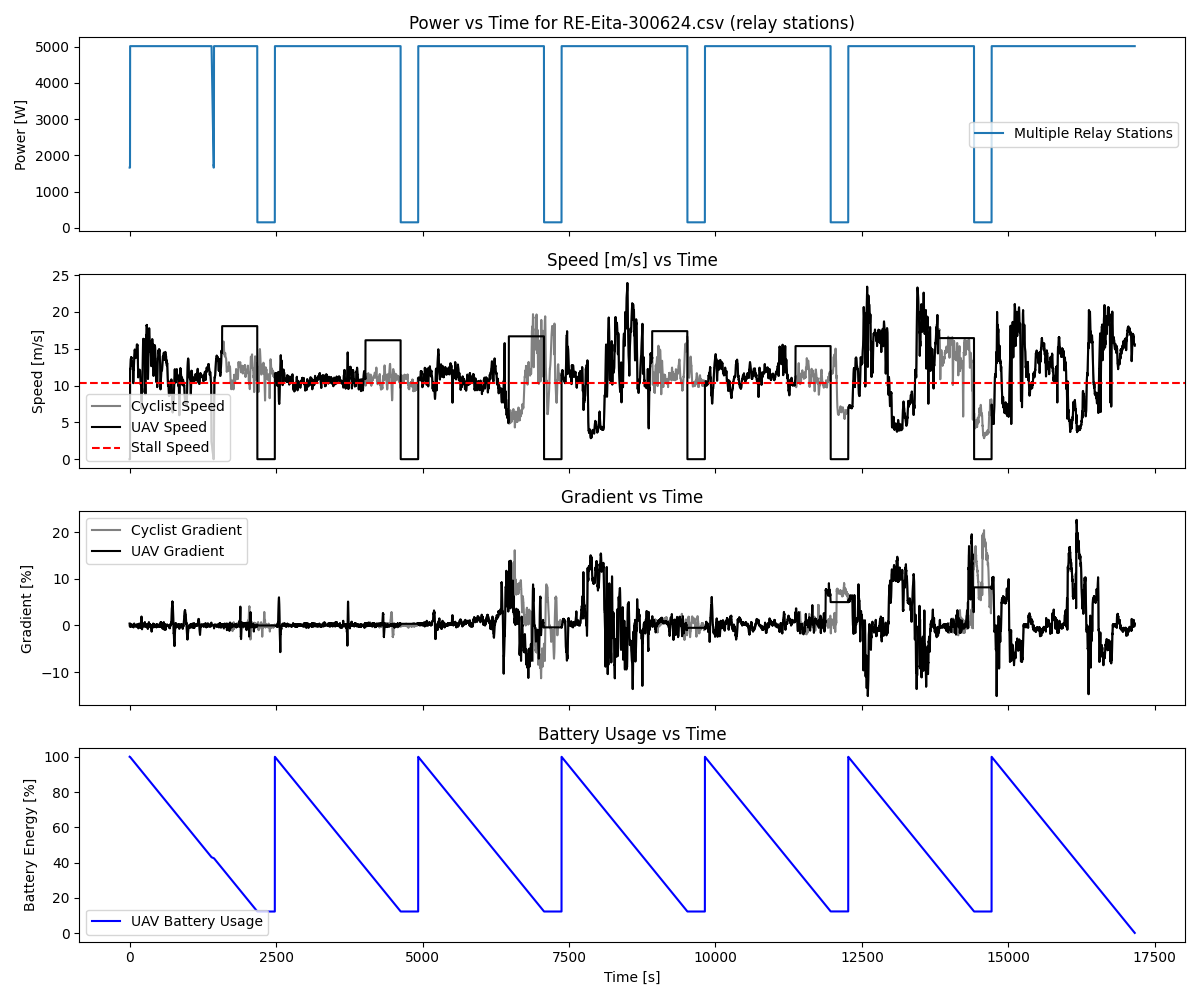 Power vs Time for RE-Eita-300624.csv (relay stations)
Power [W]
5000
4000
3000
2000
1000
0
Multiple Relay Stations
Speed [m/s] vs Time
Speed [m/s]
25
20
15
10
5
0
Cyclist Speed
UAV Speed
Stall Speed
Gradient vs Time
Gradient [%]
20
10
0
−10
Cyclist Gradient
UAV Gradient
Battery Usage vs Time
Battery Energy [%]
100
80
60
40
20
0
UAV Battery Usage
0 2500 5000 7500 10000 12500 15000 17500
Time [s]